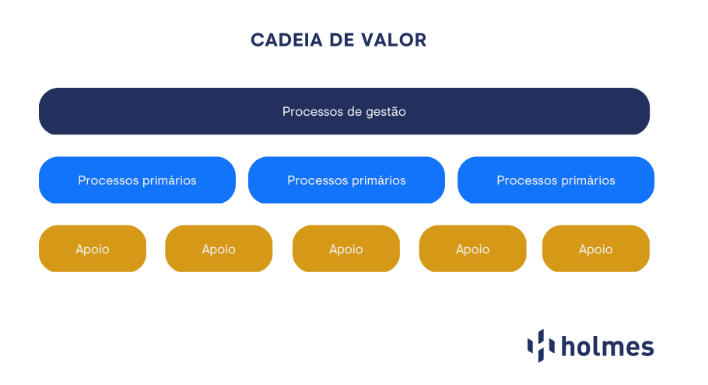 CADEIA DE VALOR
Processos de gestão
Processos primários
Processos primários
Processos primários
Apoio
Apoio
Apoio
Apoio
Apoio
holmes